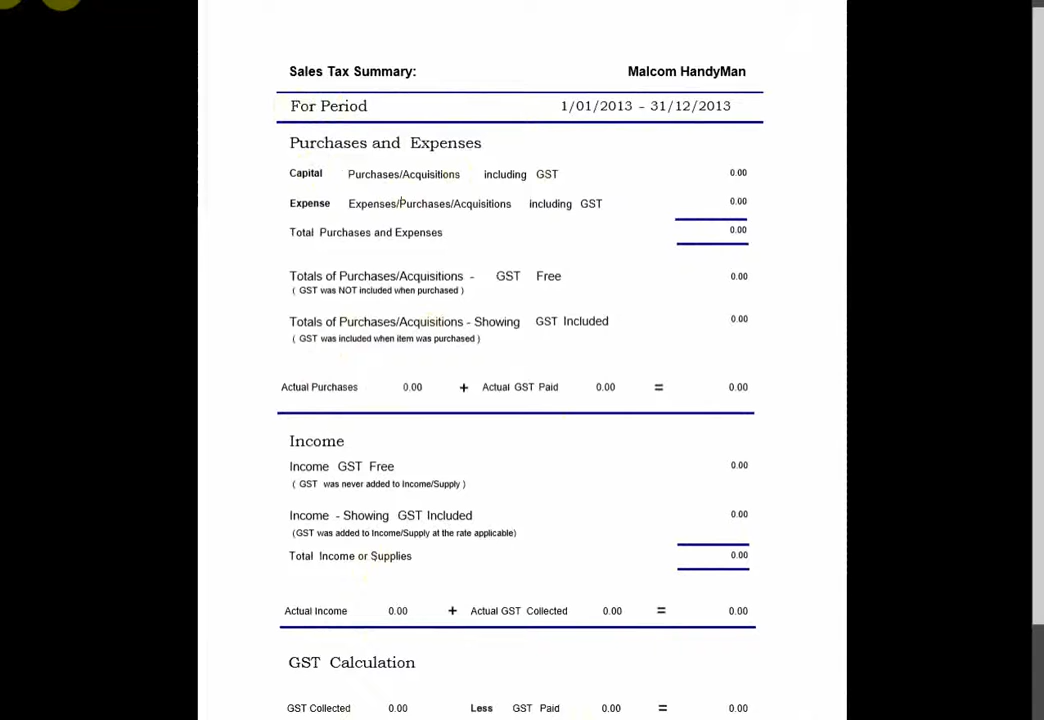 Sales Tax Summary: Malcom HandyMan
For Period 1/01/2013 - 31/12/2013
Purchases and Expenses
Capital Purchases/Acquisitions including GST 0.00
Expense Expenses/Purchases/Acquisitions including GST 0.00
Total Purchases and Expenses 0.00
Totals of Purchases/Acquisitions - GST Free 0.00
( GST was NOT included when purchased )
Totals of Purchases/Acquisitions - Showing GST Included 0.00
( GST was included when item was purchased )
Actual Purchases 0.00 + Actual GST Paid 0.00 = 0.00
Income
Income GST Free 0.00
( GST was never added to Income/Supply )
Income - Showing GST Included 0.00
(GST was added to Income/Supply at the rate applicable)
Total Income or Supplies 0.00
Actual Income 0.00 + Actual GST Collected 0.00 = 0.00
GST Calculation
GST Collected 0.00 Less GST Paid 0.00 = 0.00